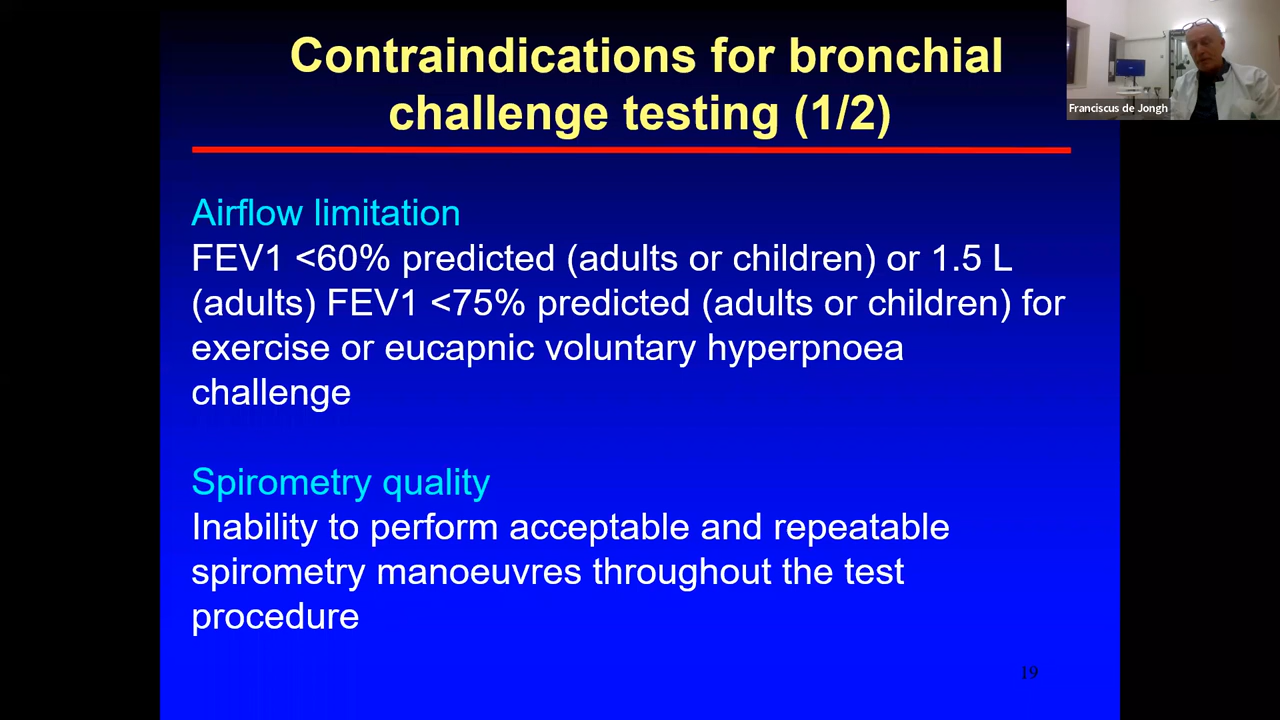 Contraindications for bronchial
challenge testing (1/2)
Franciscus de Jongh
Airflow limitation
FEV1 <60% predicted (adults or children) or 1.5 L
(adults) FEV1 <75% predicted (adults or children) for
exercise or eucapnic voluntary hyperpnoea
challenge
Spirometry quality
Inability to perform acceptable and repeatable
spirometry manoeuvres throughout the test
procedure
19